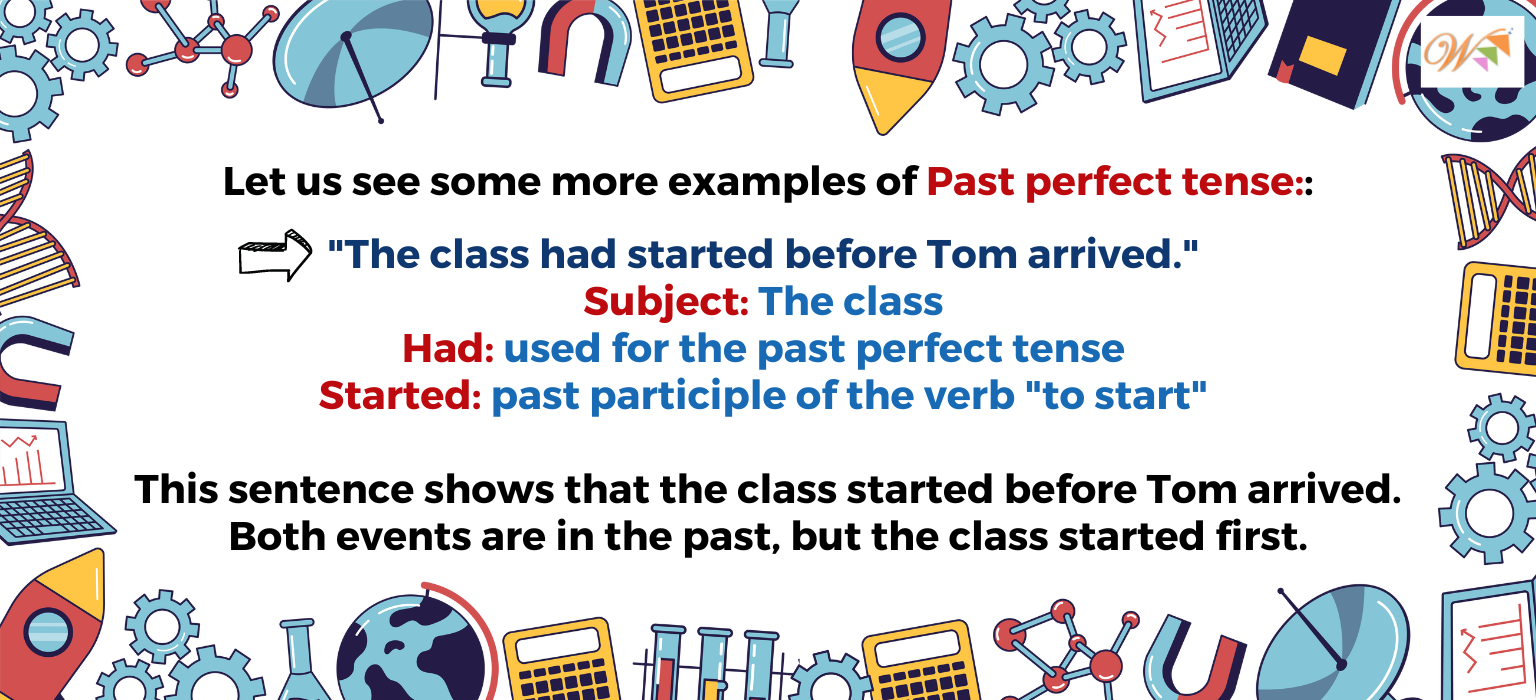 W
Let us see some more examples of Past perfect tense::
"The class had started before Tom arrived."
Subject: The class
Had: used for the past perfect tense
Started: past participle of the verb "to start"
This sentence shows that the class started before Tom arrived.
Both events are in the past, but the class started first.